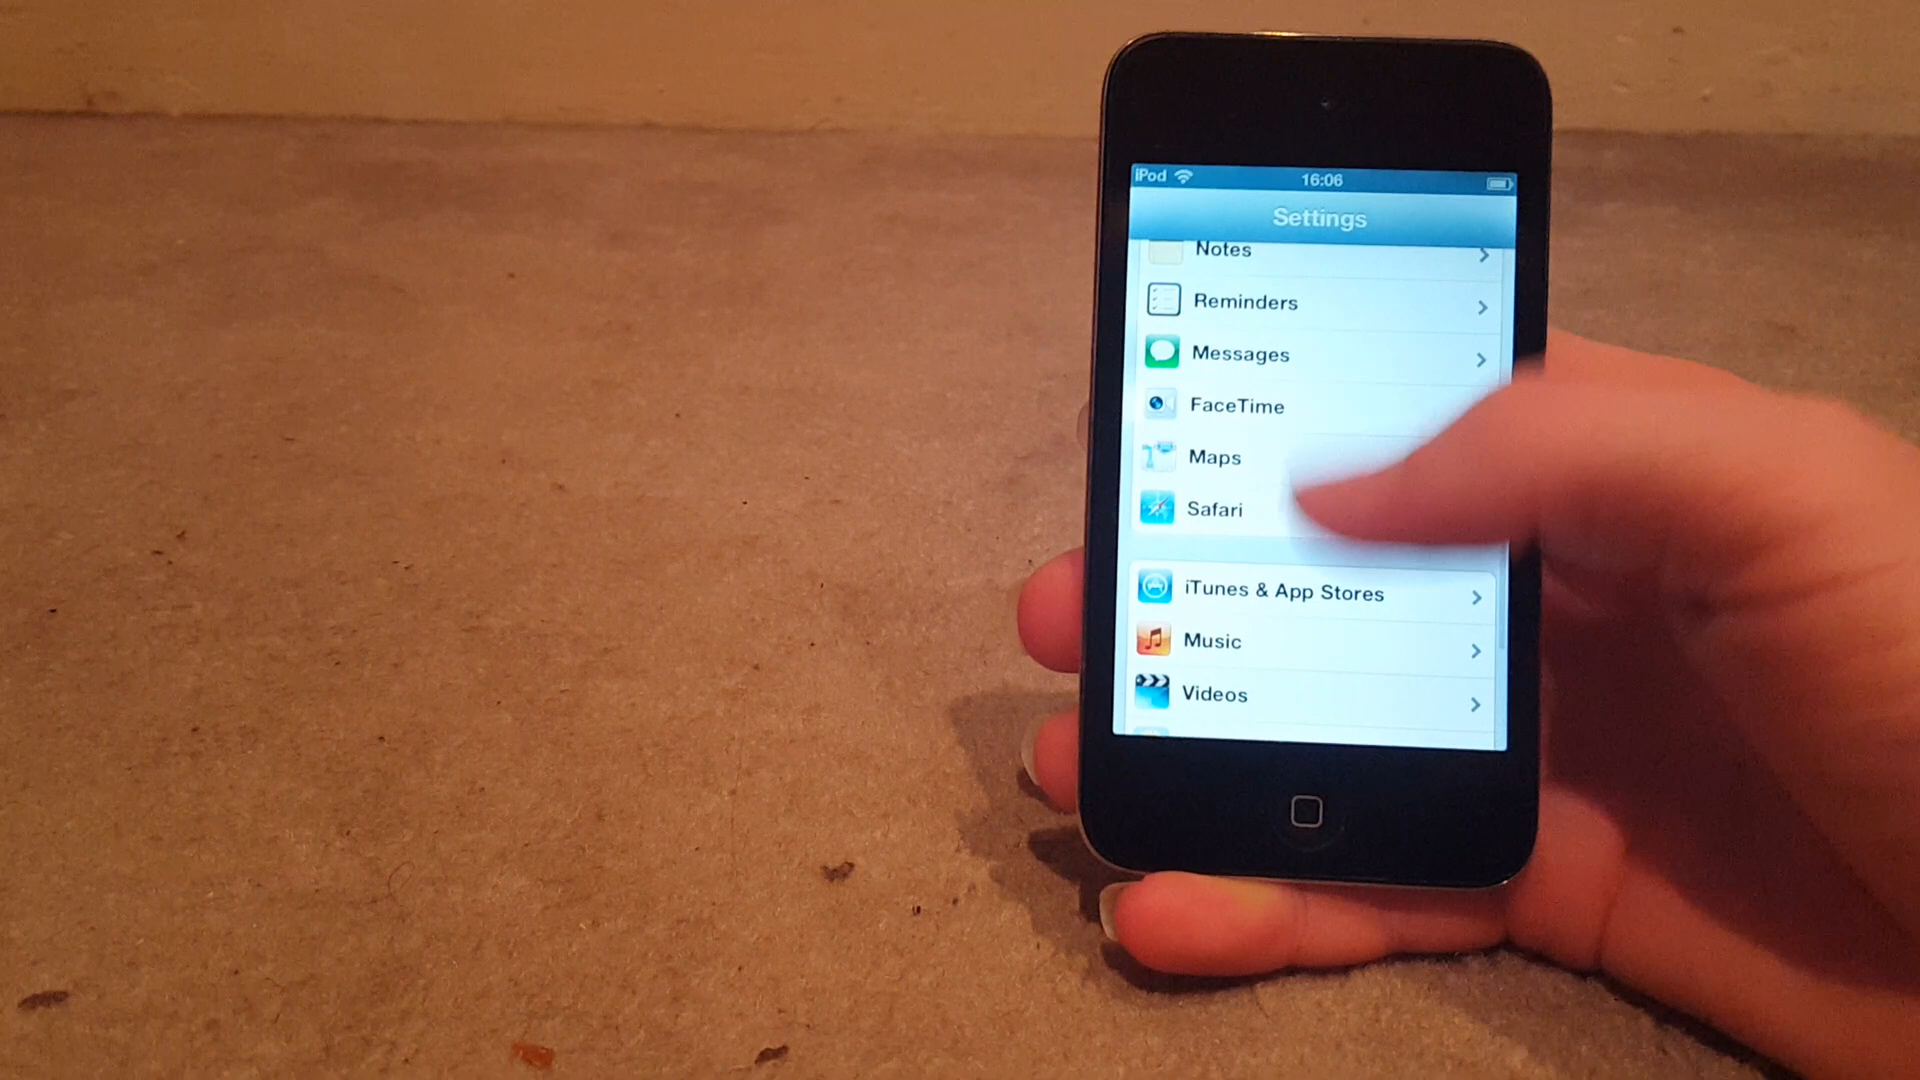 iPod 16:06
Settings
Notes
Reminders
Messages
FaceTime
Maps
Safari
iTunes & App Stores
Music
Videos